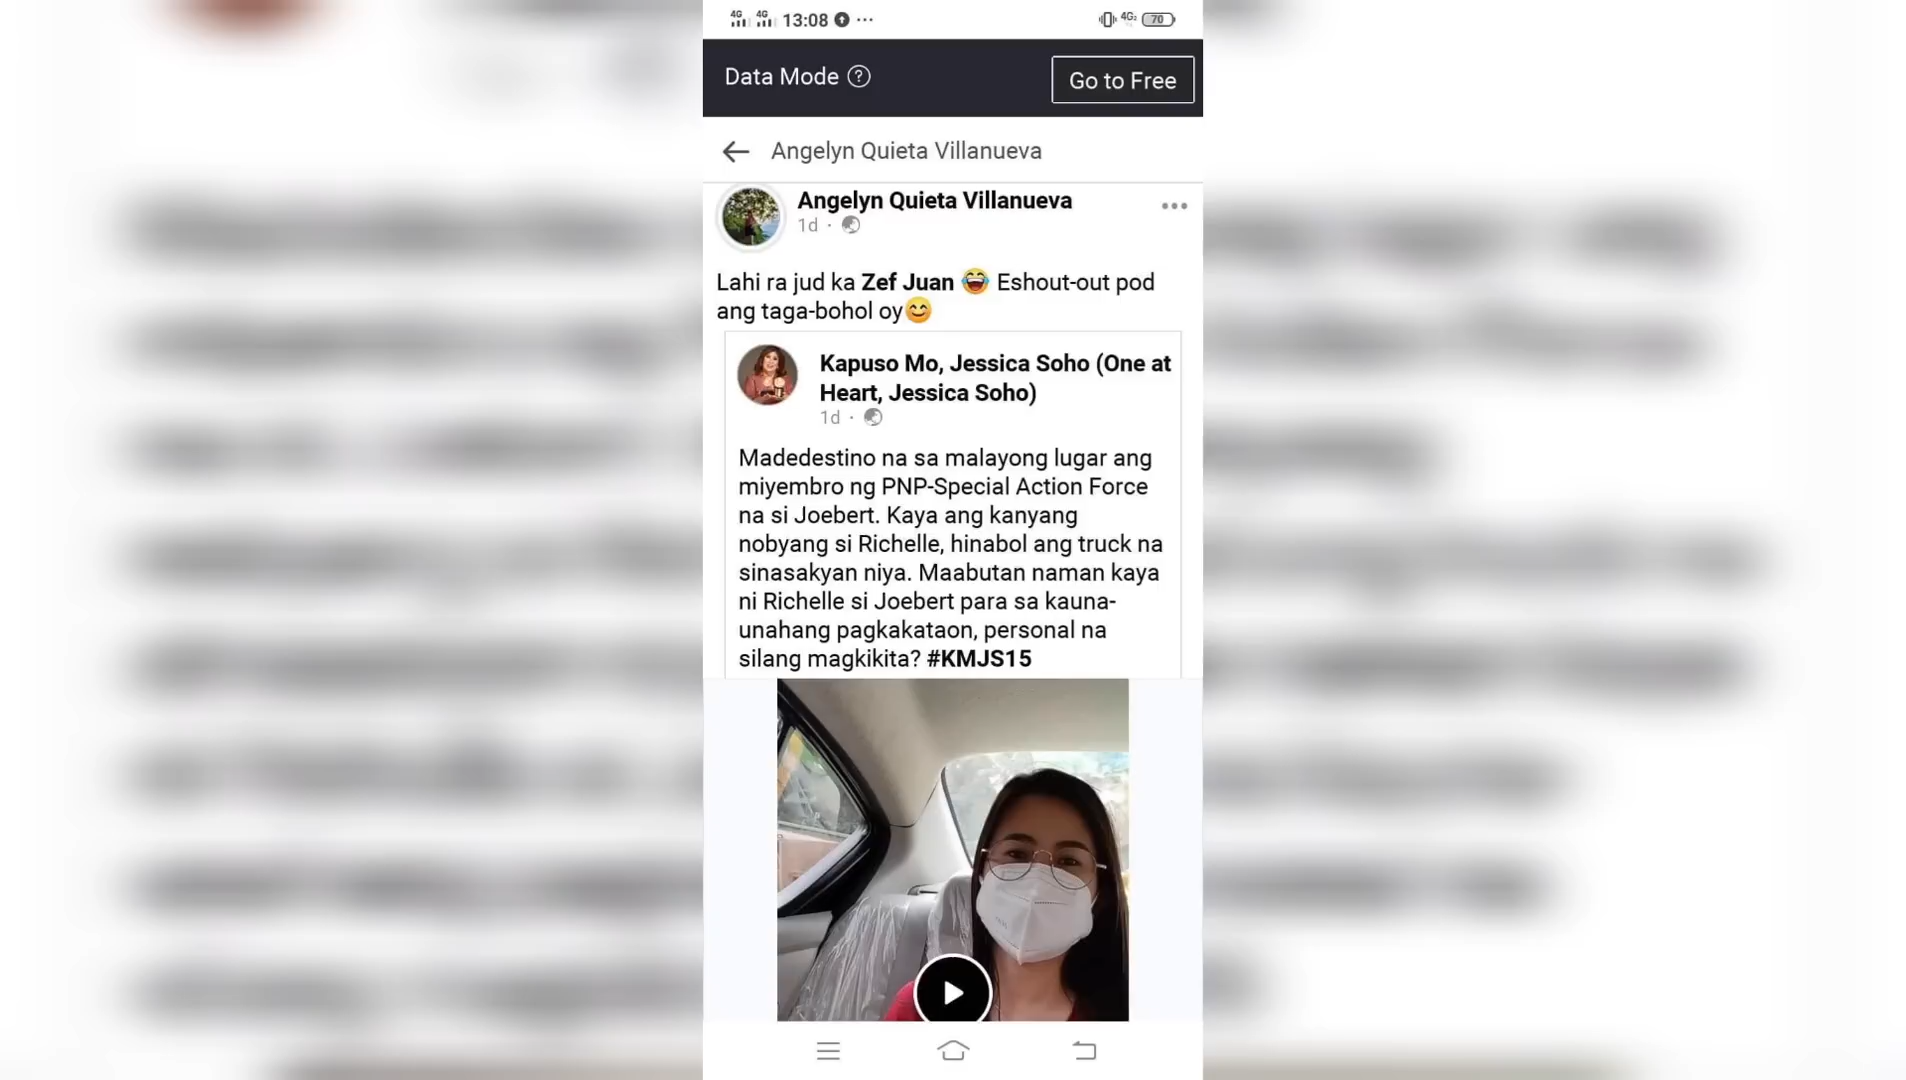 4G 4G 13:08 4G2 70
Data Mode ? Go to Free
Angelyn Quieta Villanueva
Angelyn Quieta Villanueva
1d ·
Lahi ra jud ka Zef Juan 😂 Eshout-out pod
ang taga-bohol oy😊
Kapuso Mo, Jessica Soho (One at
Heart, Jessica Soho)
1d ·
Madedestino na sa malayong lugar ang
miyembro ng PNP-Special Action Force
na si Joebert. Kaya ang kanyang
nobyang si Richelle, hinabol ang truck na
sinasakyan niya. Maabutan naman kaya
ni Richelle si Joebert para sa kauna-
unahang pagkakataon, personal na
silang magkikita? #KMJS15